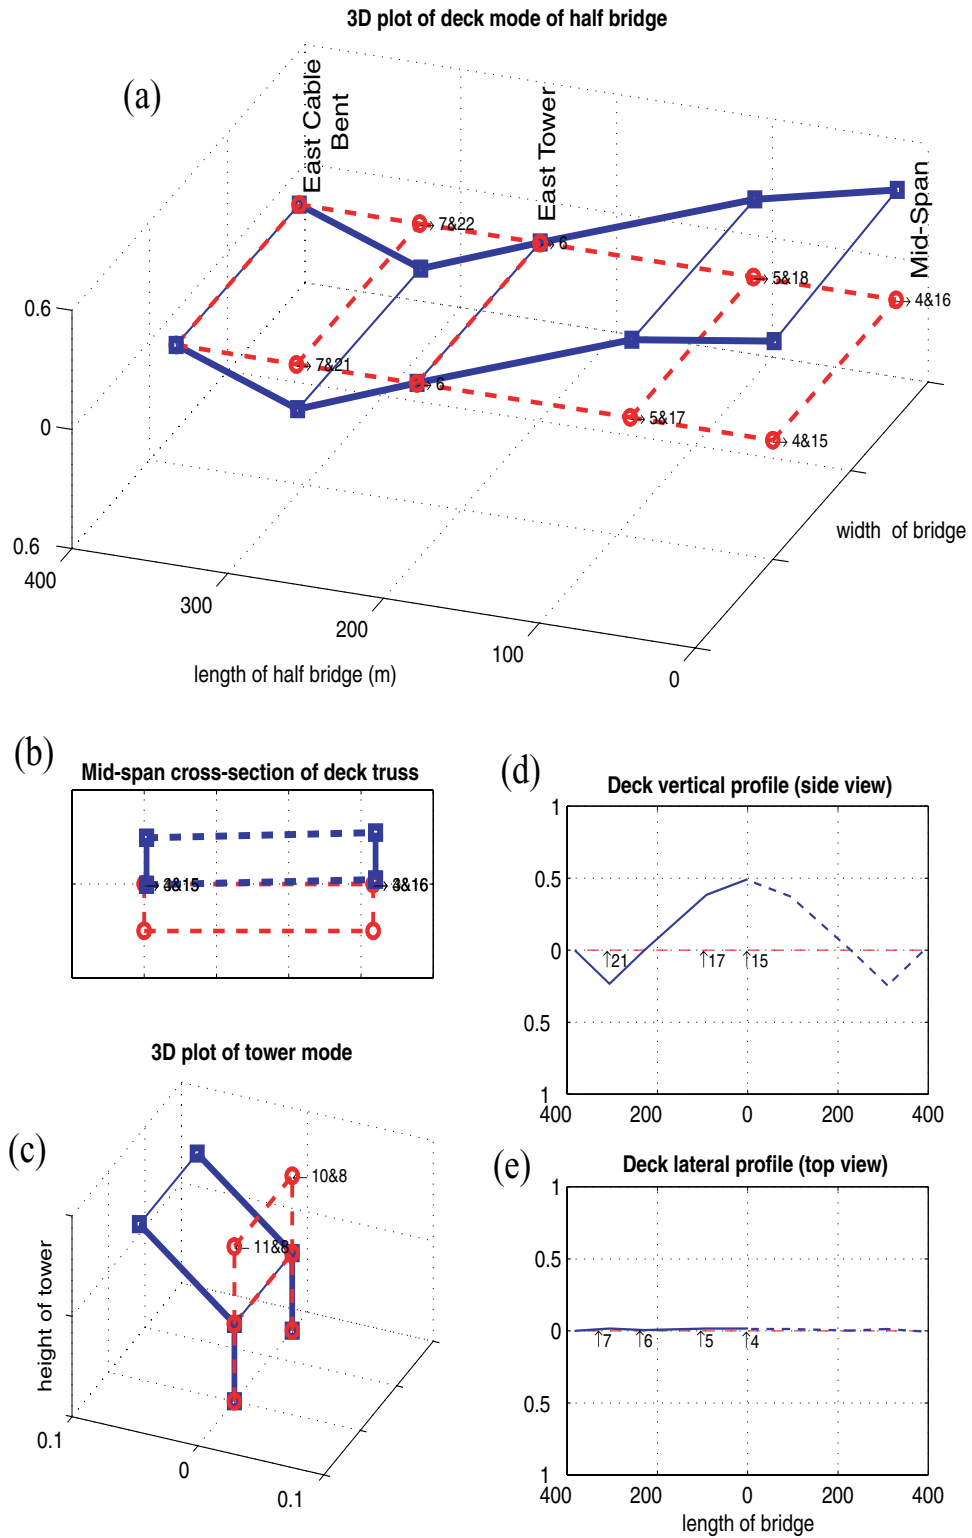 3D plot of deck mode of half bridge
(a)
East Cable
Bent
East Tower
Mid-Span
7&22
6
5&18
4&16
7&21
6
5&17
4&15
0.6
0
0.6
400
300
200
100
0
length of half bridge (m)
width of bridge
(b)
Mid-span cross-section of deck truss
&15
&16
(d)
Deck vertical profile (side view)
1
0.5
0
0.5
1
21
17
15
400
200
0
200
400
3D plot of tower mode
(c)
10&8
11&8
height of tower
0.1
0
0.1
(e)
Deck lateral profile (top view)
1
0.5
0
0.5
1
7
6
5
4
400
200
0
200
400
length of bridge